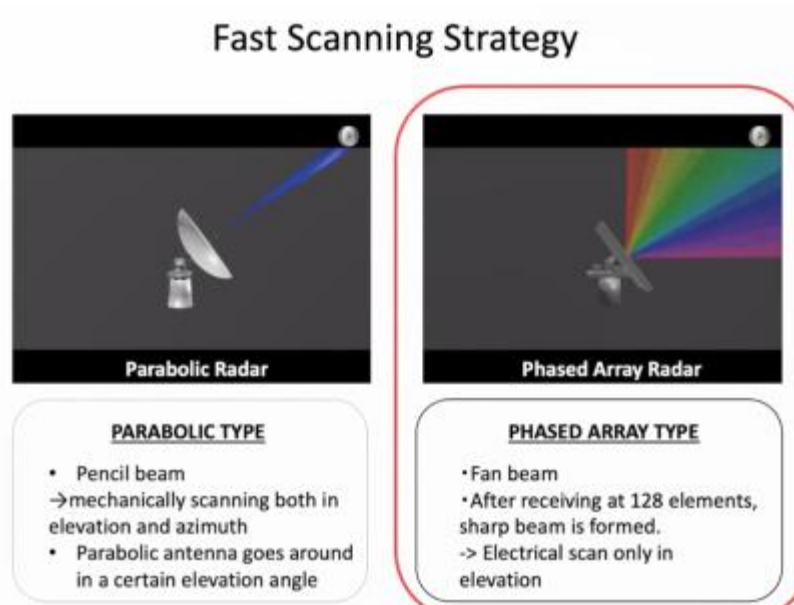 Fast Scanning Strategy
Parabolic Radar
PARABOLIC TYPE
• Pencil beam
→mechanically scanning both in
elevation and azimuth
• Parabolic antenna goes around
in a certain elevation angle
Phased Array Radar
PHASED ARRAY TYPE
・Fan beam
・After receiving at 128 elements,
sharp beam is formed.
-> Electrical scan only in
elevation